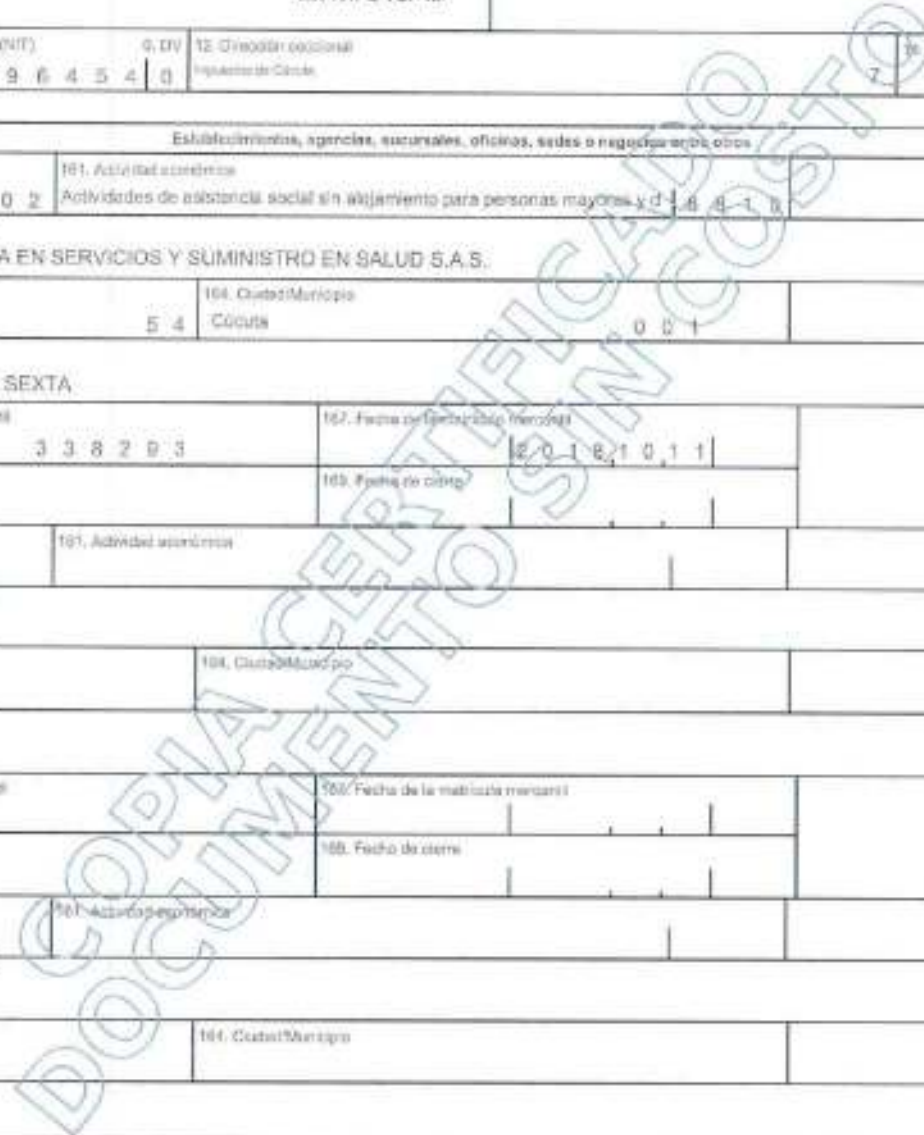 (NIT) 6. DV 12. Dirección seccional
9 6 4 5 4 0 Impuestos de Cúcuta 7
Establecimientos, agencias, sucursales, oficinas, sedes o negocios entre otros
161. Actividad económica
0 2 Actividades de asistencia social sin alojamiento para personas mayores y d 8 8 1 0
A EN SERVICIOS Y SUMINISTRO EN SALUD S.A.S.
164. Ciudad/Municipio
5 4 Cúcuta 0 0 1
SEXTA
167. Fecha de la matrícula mercantil
3 3 8 2 9 3 2 0 1 8 1 0 1 1
169. Fecha de cierre
161. Actividad económica
164. Ciudad/Municipio
168. Fecha de la matrícula mercantil
169. Fecha de cierre
161. Actividad económica
164. Ciudad/Municipio
COPIA CERTIFICADO
DOCUMENTO SIN COSTO